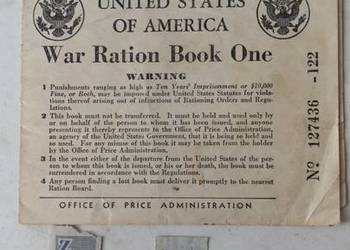 UNITED STATES
OF AMERICA
War Ration Book One
WARNING
1 Punishments ranging as high as Ten Years' Imprisonment or $10,000
Fine, or Both, may be imposed under United States Statutes for viola-
tions thereof arising out of infractions of Rationing Orders and Regu-
lations.
2 This book must not be transferred. It must be held and used only by
or on behalf of the person to whom it has been issued, and anyone
presenting it thereby represents to the Office of Price Administration,
an agency of the United States Government, that it is being so held and
so used. For any misuse of this book it may be taken from the holder
by the Office of Price Administration.
3 In the event either of the departure from the United States of the per-
son to whom this book is issued, or his or her death, the book must be
surrendered in accordance with the Regulations.
4 Any person finding a lost book must deliver it promptly to the nearest
Ration Board.
OFFICE OF PRICE ADMINISTRATION
№ 127436 -122